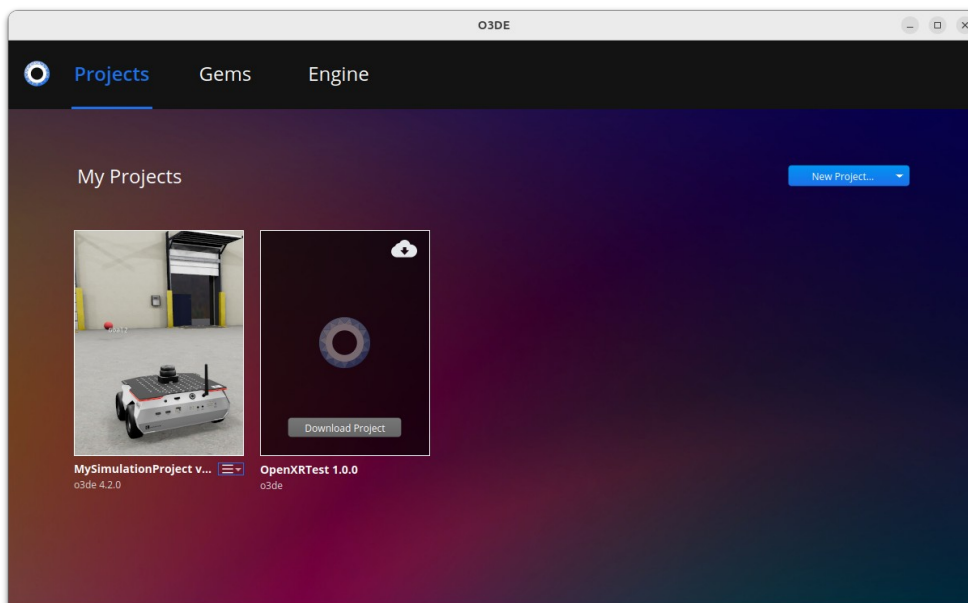 O3DE
Projects Gems Engine
My Projects
New Project...
Download Project
MySimulationProject v...
o3de 4.2.0
OpenXRTest 1.0.0
o3de